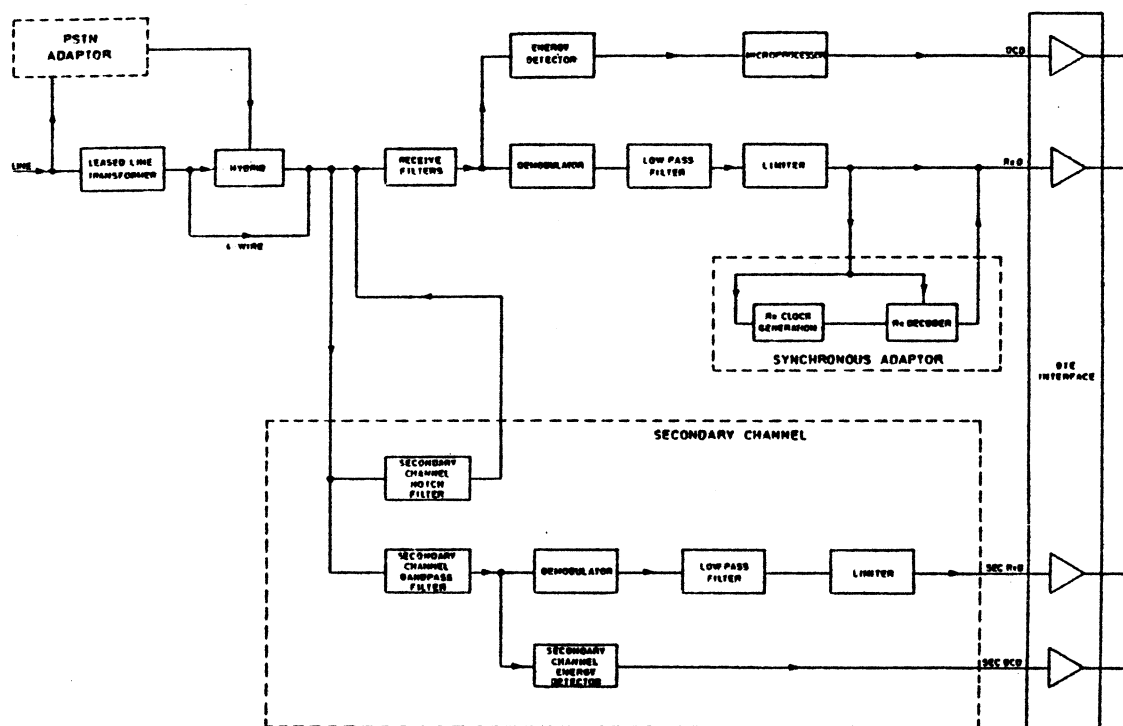 PSTN
ADAPTOR
LINE
LEASED LINE
TRANSFORMER
HYBRID
4 WIRE
RECEIVE
FILTERS
ENERGY
DETECTOR
MICROPROCESSOR
DCD
DEMODULATOR
LOW PASS
FILTER
LIMITER
RxD
Rx CLOCK
GENERATION
Rx DECODER
SYNCHRONOUS ADAPTOR
DTE
INTERFACE
SECONDARY CHANNEL
SECONDARY
CHANNEL
NOTCH
FILTER
SECONDARY
CHANNEL
BANDPASS
FILTER
DEMODULATOR
LOW PASS
FILTER
LIMITER
SEC RxD
SECONDARY
CHANNEL
ENERGY
DETECTOR
SEC DCD